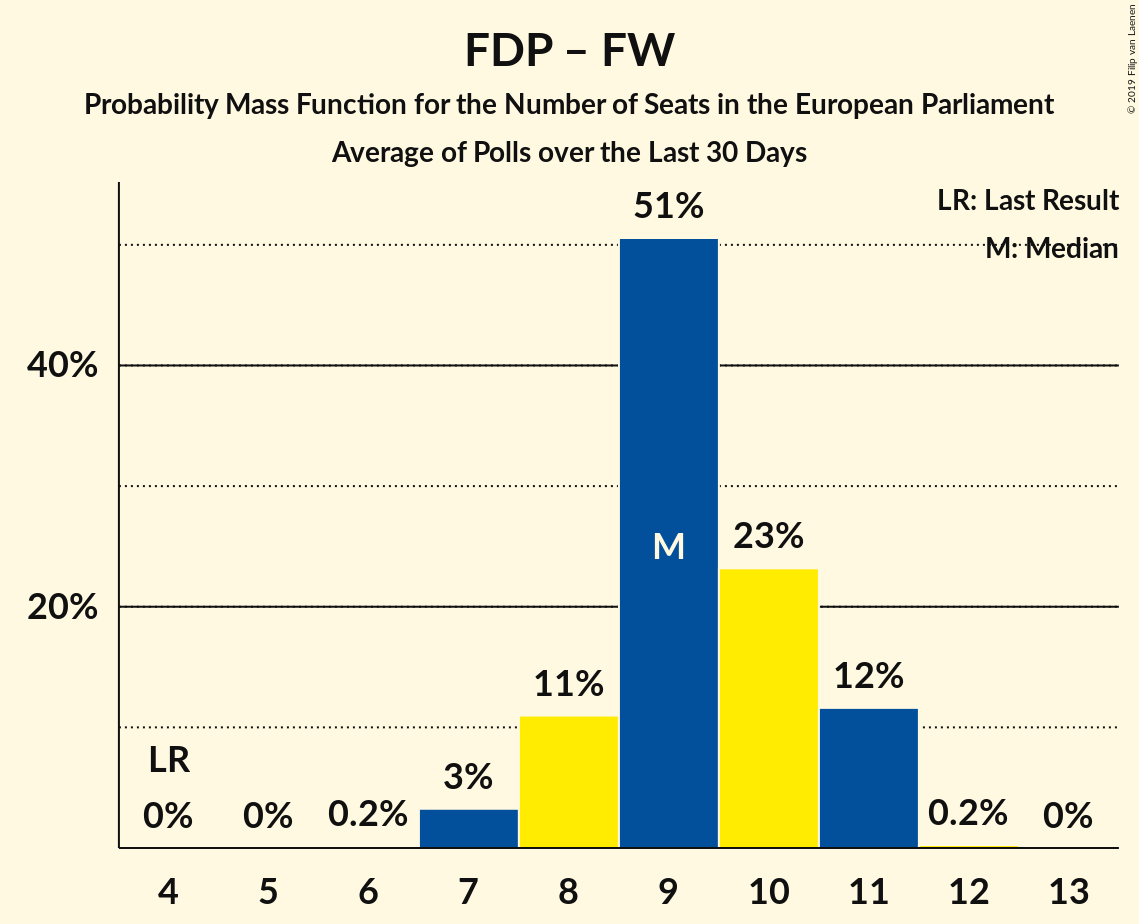 FDP – FW
Probability Mass Function for the Number of Seats in the European Parliament
Average of Polls over the Last 30 Days
© 2019 Filip van Laenen
LR: Last Result
M: Median
51%
40%
M
23%
20%
11%
12%
LR
3%
0%
0%
0.2%
0.2%
0%
4 5 6 7 8 9 10 11 12 13